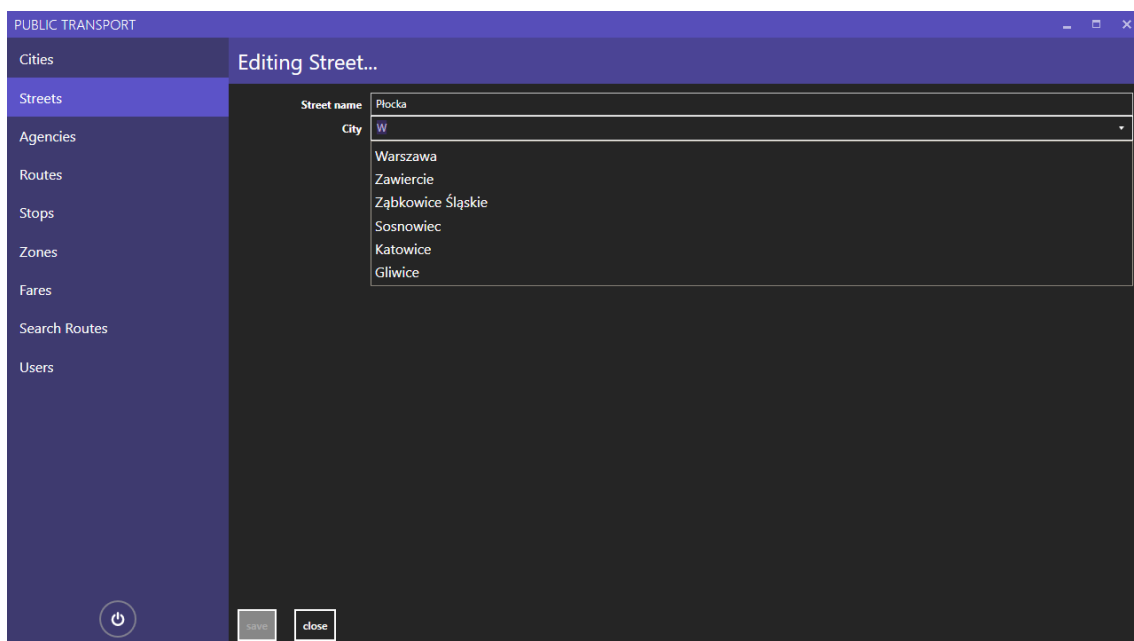 PUBLIC TRANSPORT
Cities
Streets
Agencies
Routes
Stops
Zones
Fares
Search Routes
Users
Editing Street...
Street name Płocka
City W
Warszawa
Zawiercie
Ząbkowice Śląskie
Sosnowiec
Katowice
Gliwice
save close